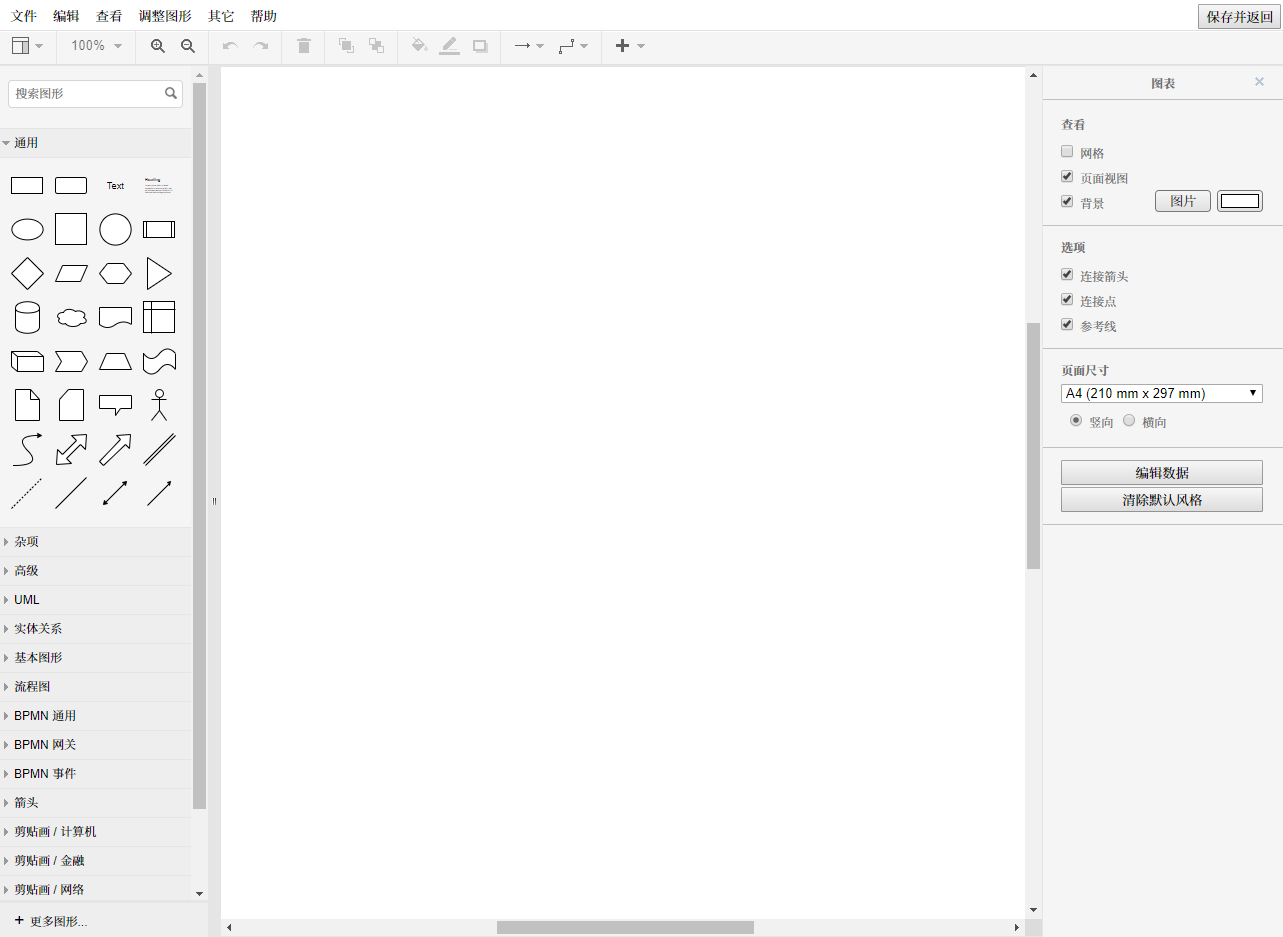 文件 编辑 查看 调整图形 其它 帮助
保存并返回
100%
搜索图形
通用
Text
Heading
杂项
高级
UML
实体关系
基本图形
流程图
BPMN 通用
BPMN 网关
BPMN 事件
箭头
剪贴画 / 计算机
剪贴画 / 金融
剪贴画 / 网络
+ 更多图形...
图表
查看
网格
页面视图
背景
图片
选项
连接箭头
连接点
参考线
页面尺寸
A4 (210 mm x 297 mm)
竖向 横向
编辑数据
清除默认风格